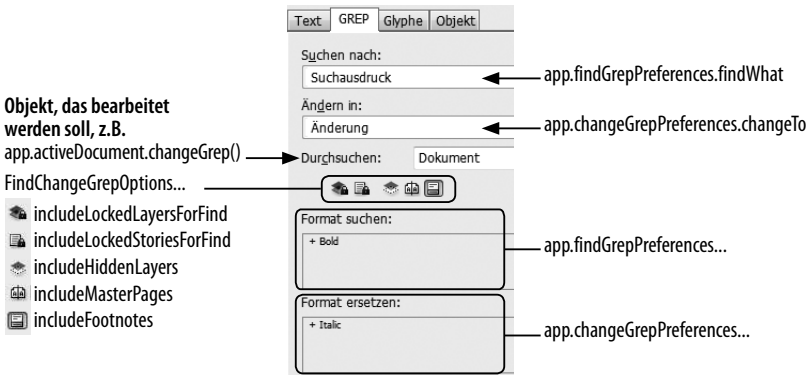 Text GREP Glyphe Objekt
Suchen nach:
Suchausdruck
app.findGrepPreferences.findWhat
Objekt, das bearbeitet
werden soll, z.B.
app.activeDocument.changeGrep()
Ändern in:
Änderung
app.changeGrepPreferences.changeTo
Durchsuchen: Dokument
FindChangeGrepOptions...
includeLockedLayersForFind
includeLockedStoriesForFind
includeHiddenLayers
includeMasterPages
includeFootnotes
Format suchen:
+ Bold
app.findGrepPreferences...
Format ersetzen:
+ Italic
app.changeGrepPreferences...